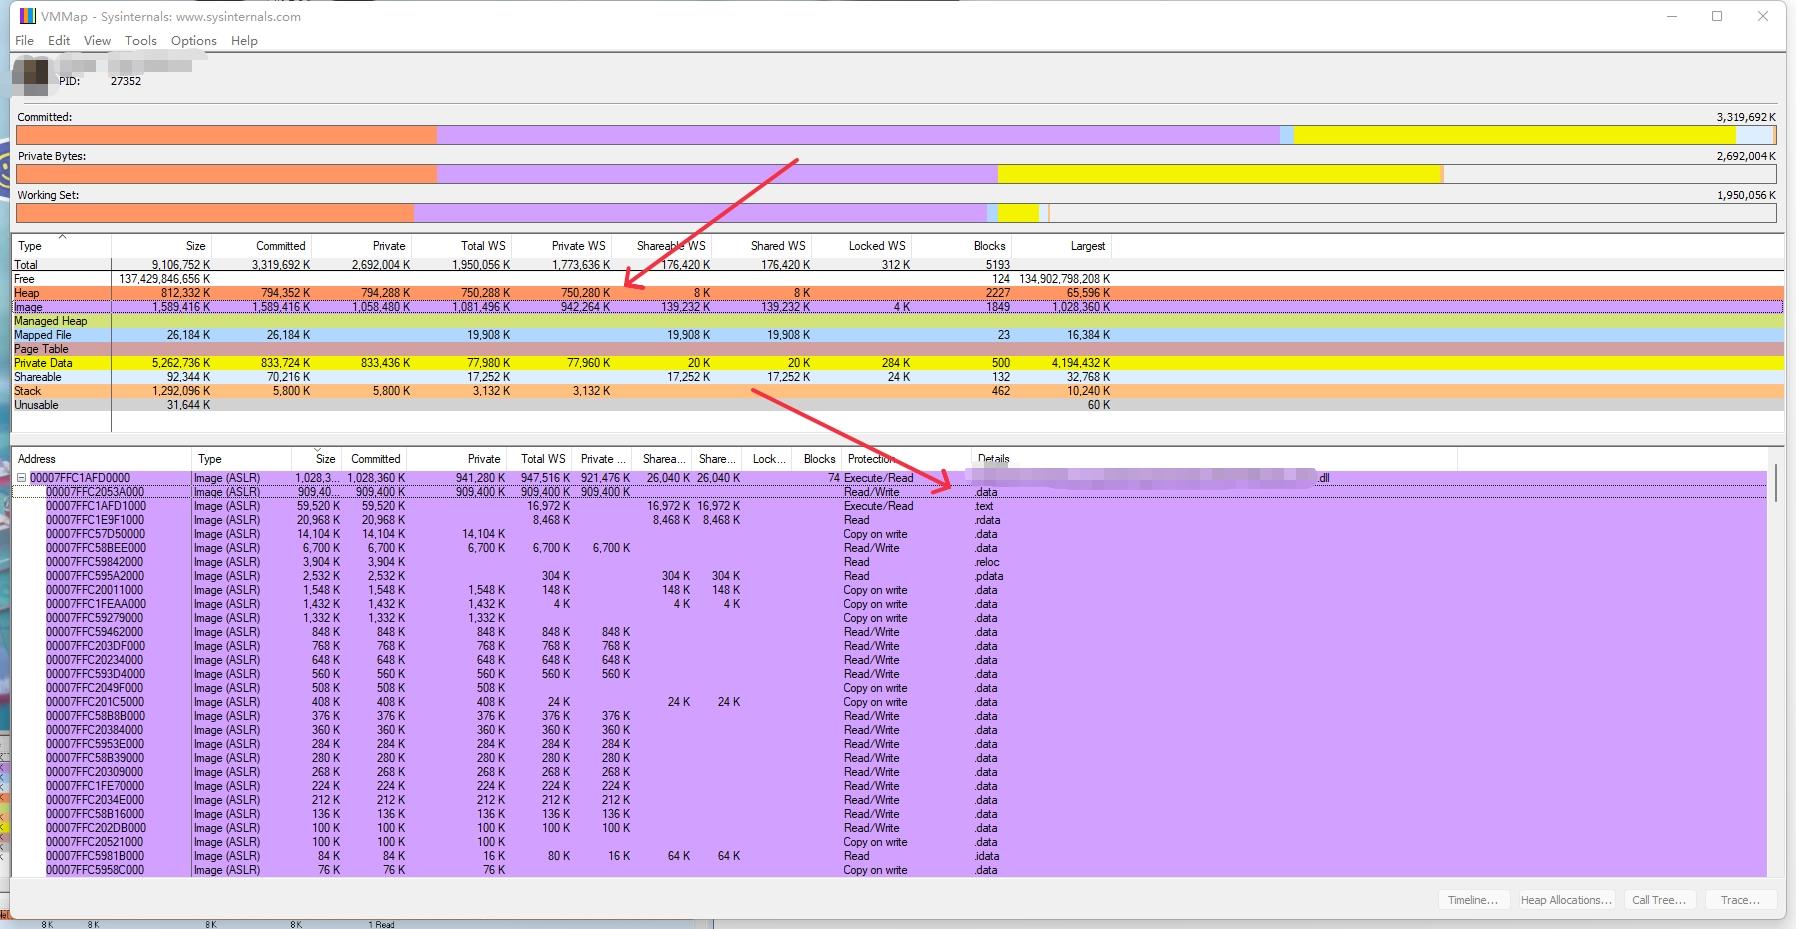 VMMap - Sysinternals: www.sysinternals.com
File Edit View Tools Options Help
PID: 27352
Committed: 3,319,692 K
Private Bytes: 2,692,004 K
Working Set: 1,950,056 K
Type Size Committed Private Total WS Private WS Shareable WS Shared WS Locked WS Blocks Largest
Total 9,106,752 K 3,319,692 K 2,692,004 K 1,950,056 K 1,773,636 K 176,420 K 176,420 K 312 K 5193
Free 137,429,846,656 K 124 134,902,798,208 K
Heap 812,332 K 794,352 K 794,288 K 750,288 K 750,280 K 8 K 8 K 2227 65,596 K
Image 1,589,416 K 1,589,416 K 1,058,480 K 1,081,496 K 942,264 K 139,232 K 139,232 K 4 K 1849 1,028,360 K
Managed Heap
Mapped File 26,184 K 26,184 K 19,908 K 19,908 K 19,908 K 23 16,384 K
Page Table
Private Data 5,262,736 K 833,724 K 833,436 K 77,980 K 77,960 K 20 K 20 K 284 K 500 4,194,432 K
Shareable 92,344 K 70,216 K 17,252 K 17,252 K 17,252 K 24 K 132 32,768 K
Stack 1,292,096 K 5,800 K 5,800 K 3,132 K 3,132 K 462 10,240 K
Unusable 31,644 K 60 K
Address Type Size Committed Private Total WS Private ... Sharea... Share... Lock... Blocks Protection Details
00007FFC1AFD0000 Image (ASLR) 1,028,3... 1,028,360 K 941,280 K 947,516 K 921,476 K 26,040 K 26,040 K 74 Execute/Read .dll
00007FFC2053A000 Image (ASLR) 909,40... 909,400 K 909,400 K 909,400 K 909,400 K Read/Write .data
00007FFC1AFD1000 Image (ASLR) 59,520 K 59,520 K 16,972 K 16,972 K 16,972 K Execute/Read .text
00007FFC1E9F1000 Image (ASLR) 20,968 K 20,968 K 8,468 K 8,468 K 8,468 K Read .rdata
00007FFC57D50000 Image (ASLR) 14,104 K 14,104 K 14,104 K Copy on write .data
00007FFC58BEE000 Image (ASLR) 6,700 K 6,700 K 6,700 K 6,700 K 6,700 K Read/Write .data
00007FFC59842000 Image (ASLR) 3,904 K 3,904 K Read .reloc
00007FFC595A2000 Image (ASLR) 2,532 K 2,532 K 304 K 304 K 304 K Read .pdata
00007FFC20011000 Image (ASLR) 1,548 K 1,548 K 1,548 K 148 K 148 K 148 K Copy on write .data
00007FFC1FEAA000 Image (ASLR) 1,432 K 1,432 K 1,432 K 4 K 4 K 4 K Copy on write .data
00007FFC59279000 Image (ASLR) 1,332 K 1,332 K 1,332 K Copy on write .data
00007FFC59462000 Image (ASLR) 848 K 848 K 848 K 848 K 848 K Read/Write .data
00007FFC203DF000 Image (ASLR) 768 K 768 K 768 K 768 K 768 K Read/Write .data
00007FFC20234000 Image (ASLR) 648 K 648 K 648 K 648 K 648 K Read/Write .data
00007FFC593D4000 Image (ASLR) 560 K 560 K 560 K 560 K 560 K Read/Write .data
00007FFC2049F000 Image (ASLR) 508 K 508 K 508 K Copy on write .data
00007FFC201C5000 Image (ASLR) 408 K 408 K 408 K 24 K 24 K 24 K Copy on write .data
00007FFC58B8B000 Image (ASLR) 376 K 376 K 376 K 376 K 376 K Read/Write .data
00007FFC20384000 Image (ASLR) 360 K 360 K 360 K 360 K 360 K Read/Write .data
00007FFC5953E000 Image (ASLR) 284 K 284 K 284 K 284 K 284 K Read/Write .data
00007FFC58B39000 Image (ASLR) 280 K 280 K 280 K 280 K 280 K Read/Write .data
00007FFC20309000 Image (ASLR) 268 K 268 K 268 K 268 K 268 K Read/Write .data
00007FFC1FE70000 Image (ASLR) 224 K 224 K 224 K 224 K 224 K Read/Write .data
00007FFC2034E000 Image (ASLR) 212 K 212 K 212 K 212 K 212 K Read/Write .data
00007FFC58B16000 Image (ASLR) 136 K 136 K 136 K 136 K 136 K Read/Write .data
00007FFC202DB000 Image (ASLR) 100 K 100 K 100 K 100 K 100 K Read/Write .data
00007FFC20521000 Image (ASLR) 100 K 100 K 100 K Copy on write .data
00007FFC5981B000 Image (ASLR) 84 K 84 K 16 K 80 K 16 K 64 K 64 K Read .idata
00007FFC5958C000 Image (ASLR) 76 K 76 K 76 K Copy on write .data
Timeline... Heap Allocations... Call Tree... Trace...
8 K 8 K 8 K 8 K 1 Read